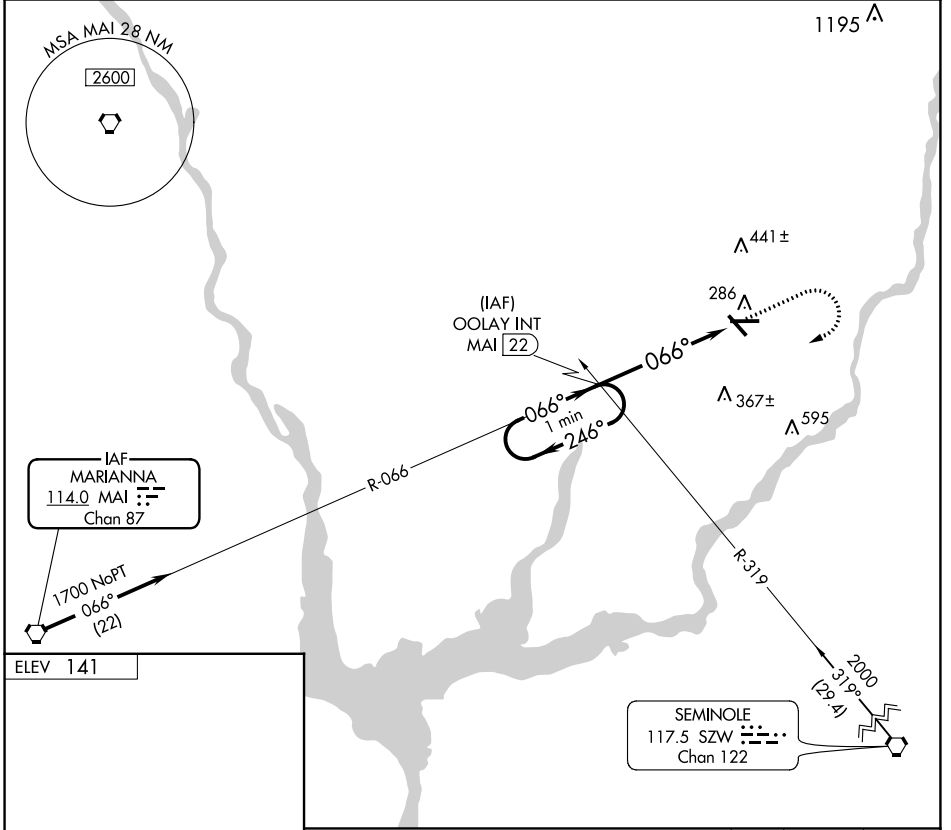 MSA MAI 28 NM
2600
1195
441±
286
(IAF)
OOLAY INT
MAI 22
066°
066°
1 min
246°
367±
595
IAF
MARIANNA
114.0 MAI
Chan 87
R-066
1700 NoPT
066°
(22)
R-319
2000
319°
(29.4)
ELEV 141
SEMINOLE
117.5 SZW
Chan 122